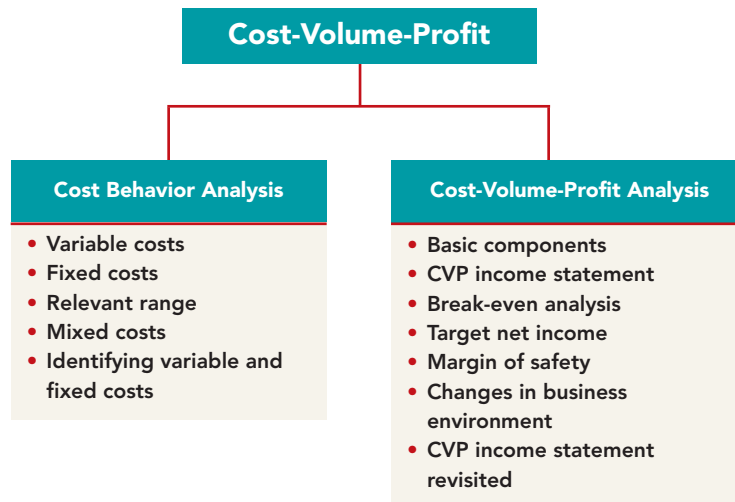 Cost-Volume-Profit
Cost Behavior Analysis
• Variable costs
• Fixed costs
• Relevant range
• Mixed costs
• Identifying variable and
fixed costs
Cost-Volume-Profit Analysis
• Basic components
• CVP income statement
• Break-even analysis
• Target net income
• Margin of safety
• Changes in business
environment
• CVP income statement
revisited